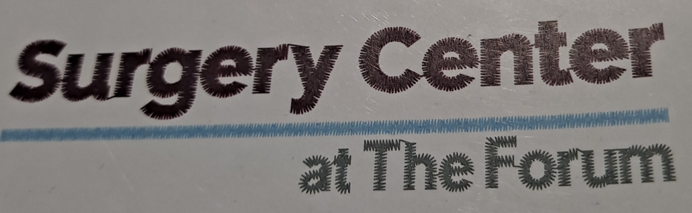 Surgery Center
at The Forum